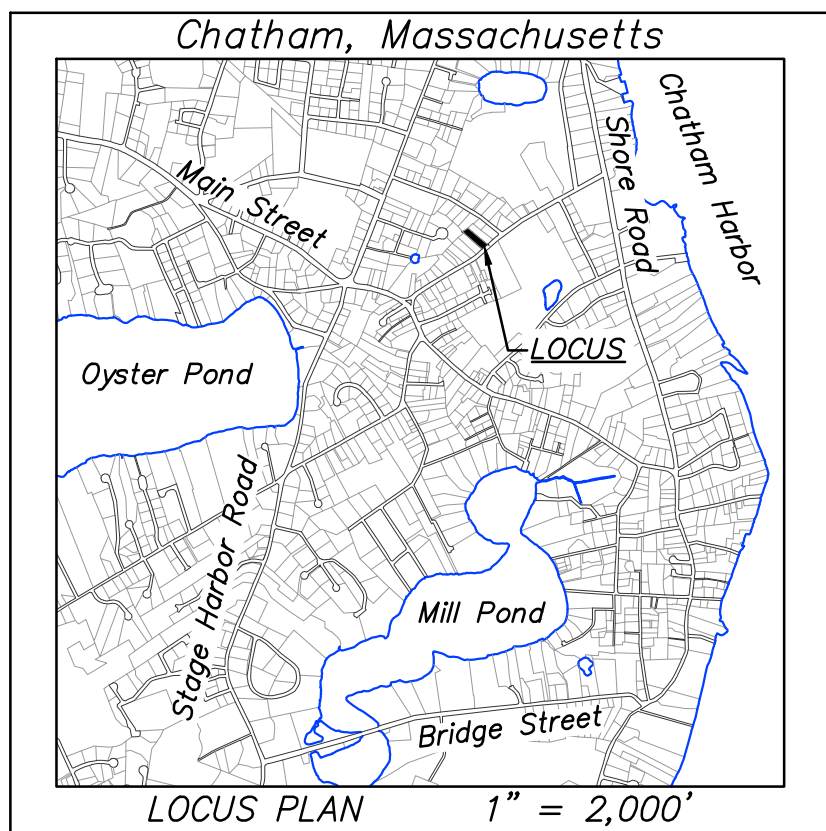 Chatham, Massachusetts
Chatham Harbor
Shore Road
Main Street
LOCUS
Oyster Pond
Stage Harbor Road
Mill Pond
Bridge Street
LOCUS PLAN 1" = 2,000'